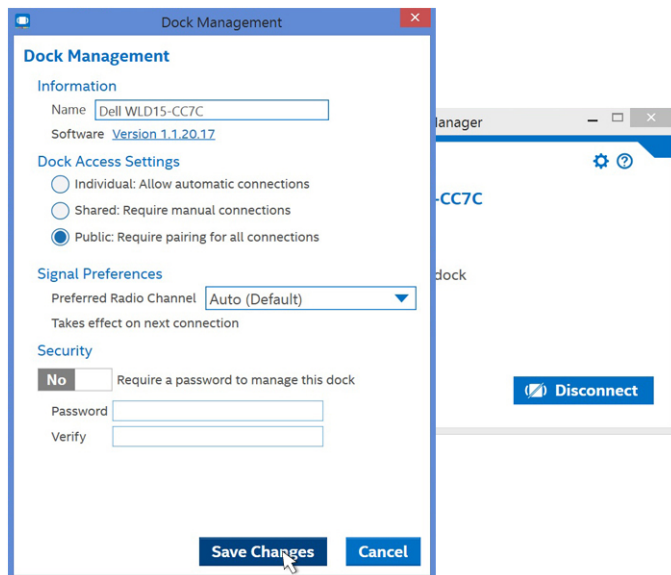 Dock Management
Dock Management
Information
Name Dell WLD15-CC7C
Software Version 1.1.20.17
Dock Access Settings
Individual: Allow automatic connections
Shared: Require manual connections
Public: Require pairing for all connections
Signal Preferences
Preferred Radio Channel Auto (Default)
Takes effect on next connection
Security
No Require a password to manage this dock
Password
Verify
Save Changes Cancel
anager
-CC7C
dock
Disconnect